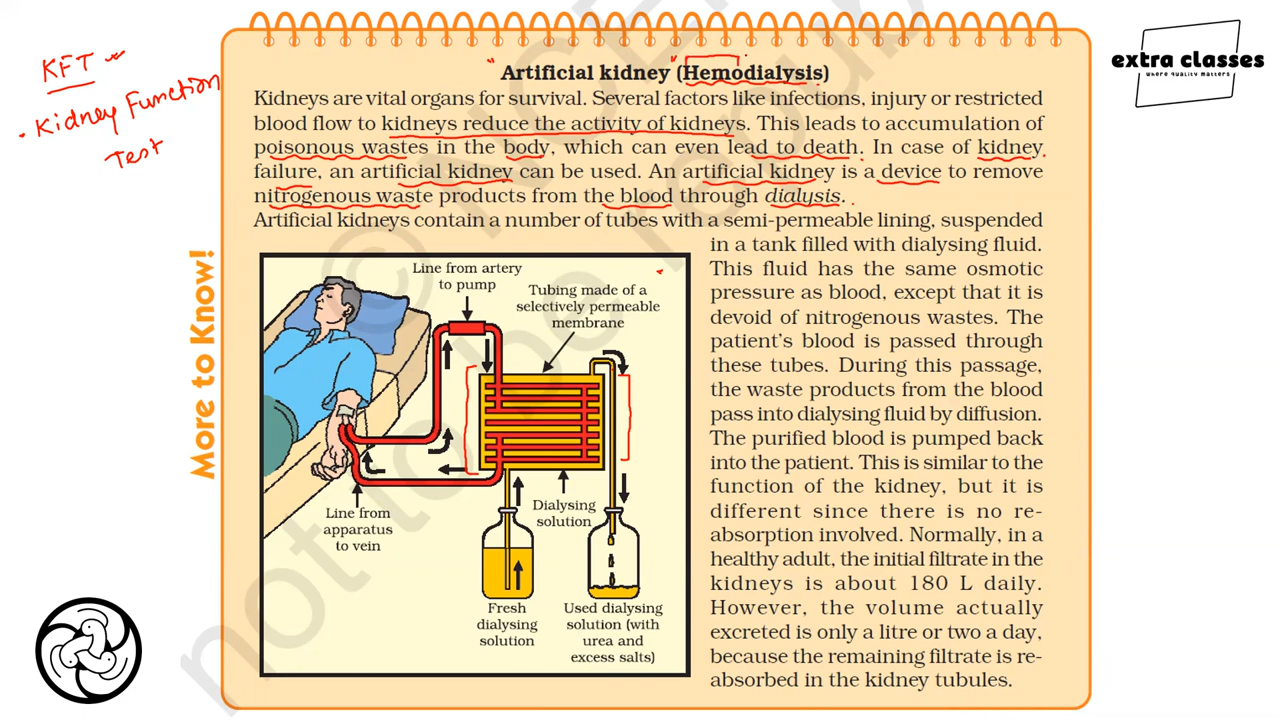 KFT
• Kidney Function
Test
extra classes
where quality matters
"Artificial kidney" (Hemodialysis)
Kidneys are vital organs for survival. Several factors like infections, injury or restricted
blood flow to kidneys reduce the activity of kidneys. This leads to accumulation of
poisonous wastes in the body, which can even lead to death. In case of kidney
failure, an artificial kidney can be used. An artificial kidney is a device to remove
nitrogenous waste products from the blood through dialysis.
Artificial kidneys contain a number of tubes with a semi-permeable lining, suspended
in a tank filled with dialysing fluid.
This fluid has the same osmotic
pressure as blood, except that it is
devoid of nitrogenous wastes. The
patient's blood is passed through
these tubes. During this passage,
the waste products from the blood
pass into dialysing fluid by diffusion.
The purified blood is pumped back
into the patient. This is similar to the
function of the kidney, but it is
different since there is no re-
absorption involved. Normally, in a
healthy adult, the initial filtrate in the
kidneys is about 180 L daily.
However, the volume actually
excreted is only a litre or two a day,
because the remaining filtrate is re-
absorbed in the kidney tubules.
More to Know!
Line from artery
to pump
Tubing made of a
selectively permeable
membrane
Line from
apparatus
to vein
Dialysing
solution
Fresh
dialysing
solution
Used dialysing
solution (with
urea and
excess salts)
not to be republ